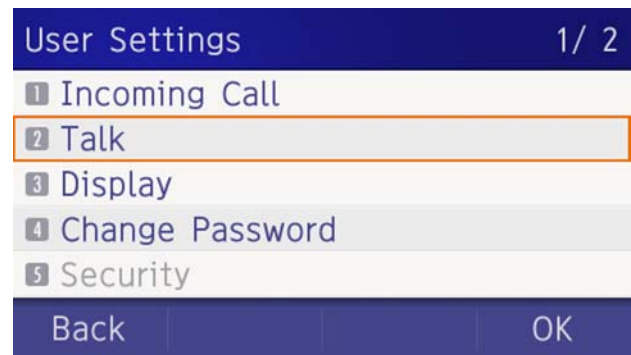 User Settings 1/ 2
1 Incoming Call
2 Talk
3 Display
4 Change Password
5 Security
Back OK